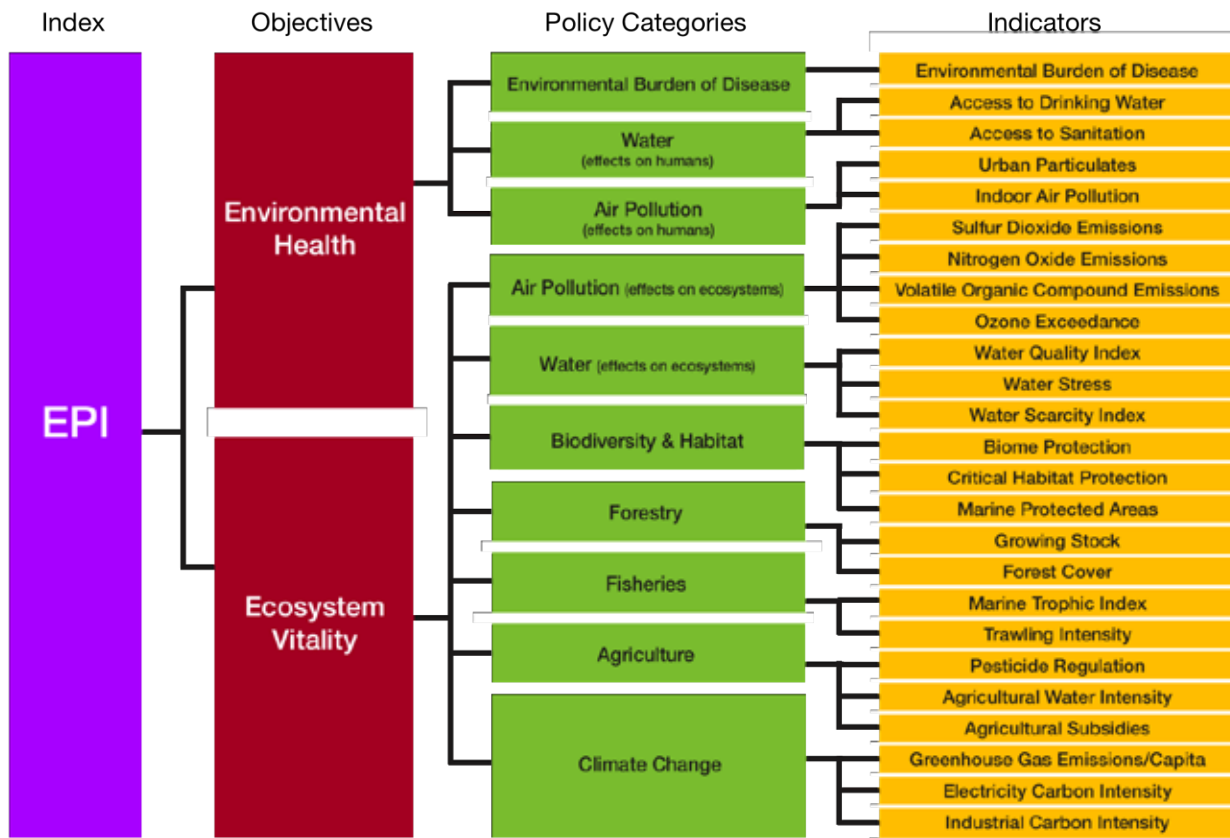 Index
Objectives
Policy Categories
Indicators
EPI
Environmental
Health
Ecosystem
Vitality
Environmental Burden of Disease
Water
(effects on humans)
Air Pollution
(effects on humans)
Air Pollution (effects on ecosystems)
Water (effects on ecosystems)
Biodiversity & Habitat
Forestry
Fisheries
Agriculture
Climate Change
Environmental Burden of Disease
Access to Drinking Water
Access to Sanitation
Urban Particulates
Indoor Air Pollution
Sulfur Dioxide Emissions
Nitrogen Oxide Emissions
Volatile Organic Compound Emissions
Ozone Exceedance
Water Quality Index
Water Stress
Water Scarcity Index
Biome Protection
Critical Habitat Protection
Marine Protected Areas
Growing Stock
Forest Cover
Marine Trophic Index
Trawling Intensity
Pesticide Regulation
Agricultural Water Intensity
Agricultural Subsidies
Greenhouse Gas Emissions/Capita
Electricity Carbon Intensity
Industrial Carbon Intensity